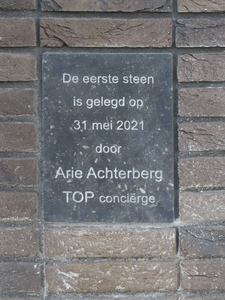 De eerste steen
is gelegd op
31 mei 2021
door
Arie Achterberg
TOP conciërge